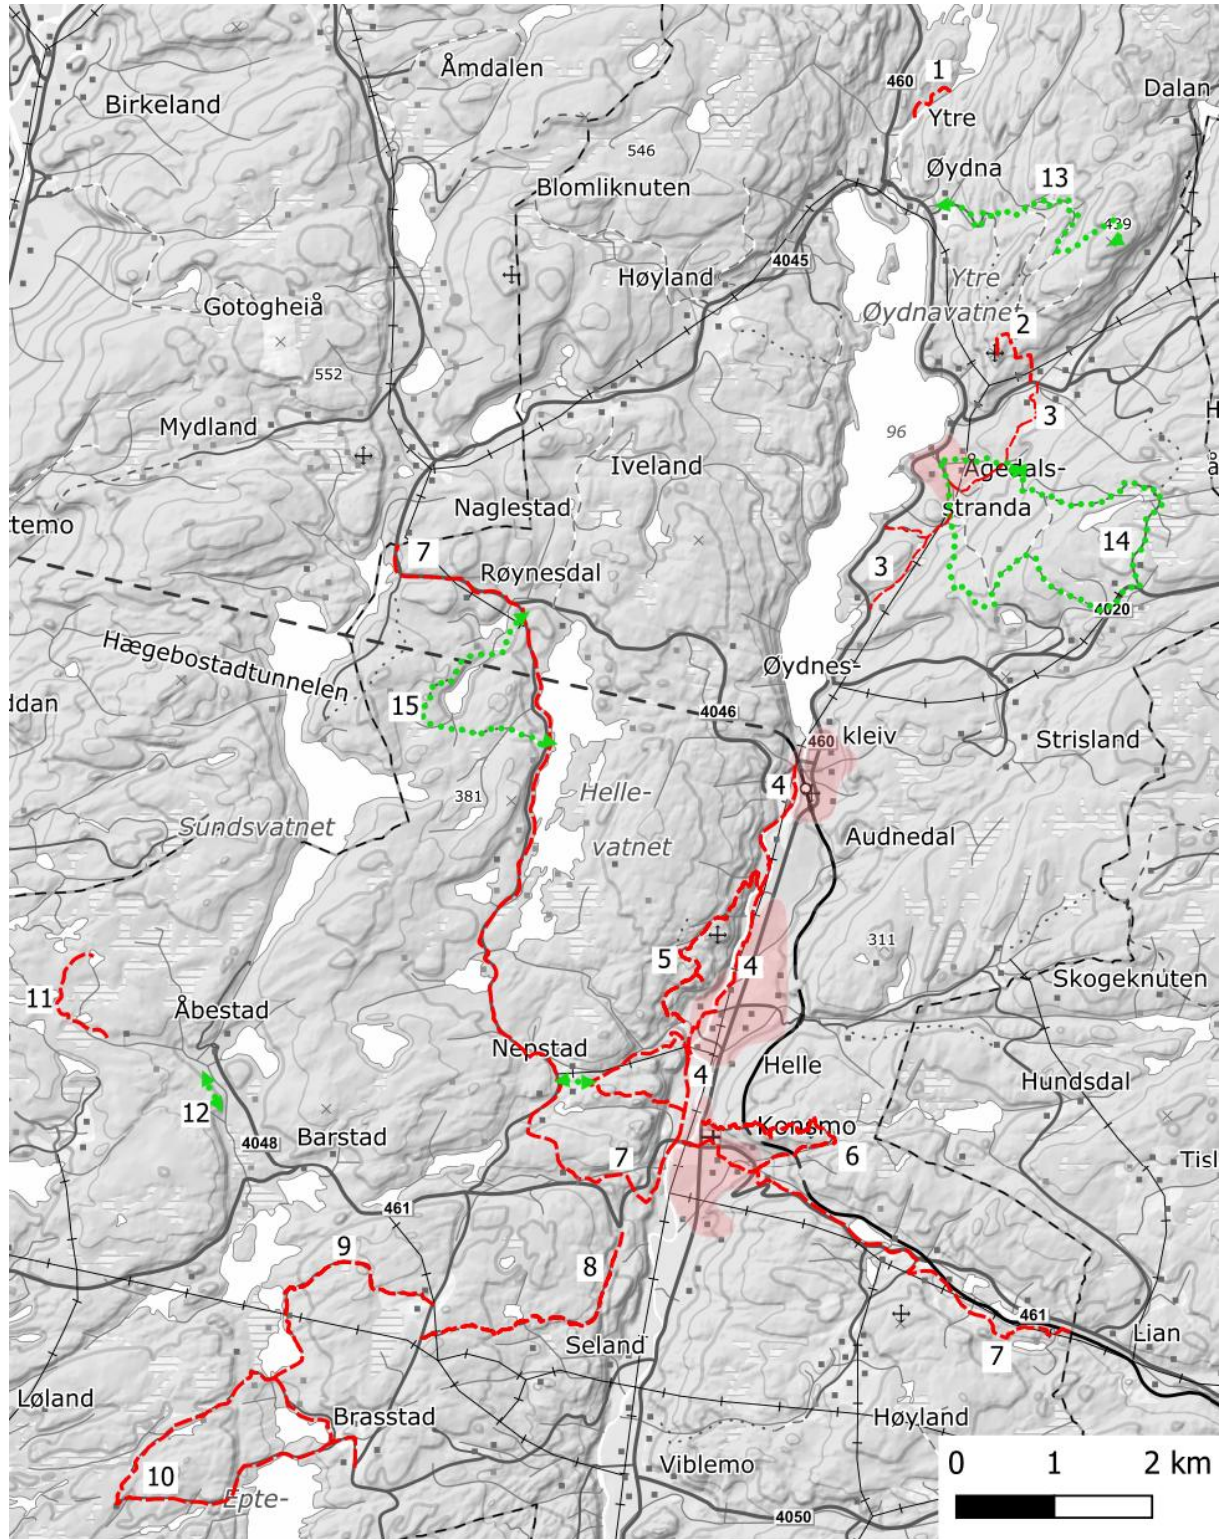 Åmdalen
460
1
Dalan
Birkeland
Ytre
546
Øydna
13
Blomliknuten
439
4045
Høyland
Ytre
Gotogheiå
Øydnavatnet
2
552
Mydland
3
H
96
Iveland
Ågedals-
å
Naglestad
stranda
ttemo
7
14
Røynesdal
3
4020
Hægebostadtunnelen
Øydnes-
ddan
15
4046
kleiv
460
Strisland
4
381
Helle-
Sundsvatnet
vatnet
Audnedal
311
5
4
Skogeknuten
11
Åbestad
Nepstad
Helle
4
Hundsdal
12
Konsmo
4048
Barstad
7
6
Tisl
461
9
8
461
Seland
Lian
7
Løland
Brasstad
Høyland
10
Viblemo
0 1 2 km
Epte-
4050